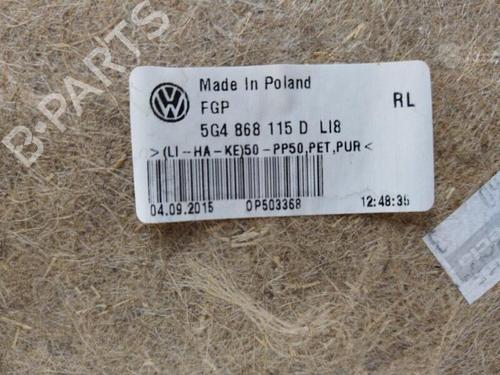 B-PARTS
Made In Poland
FGP
RL
5G4 868 115 D LI8
>(LI-HA-KE)50-PP50,PET,PUR<
04.09.2015 OP503368 12:48:35